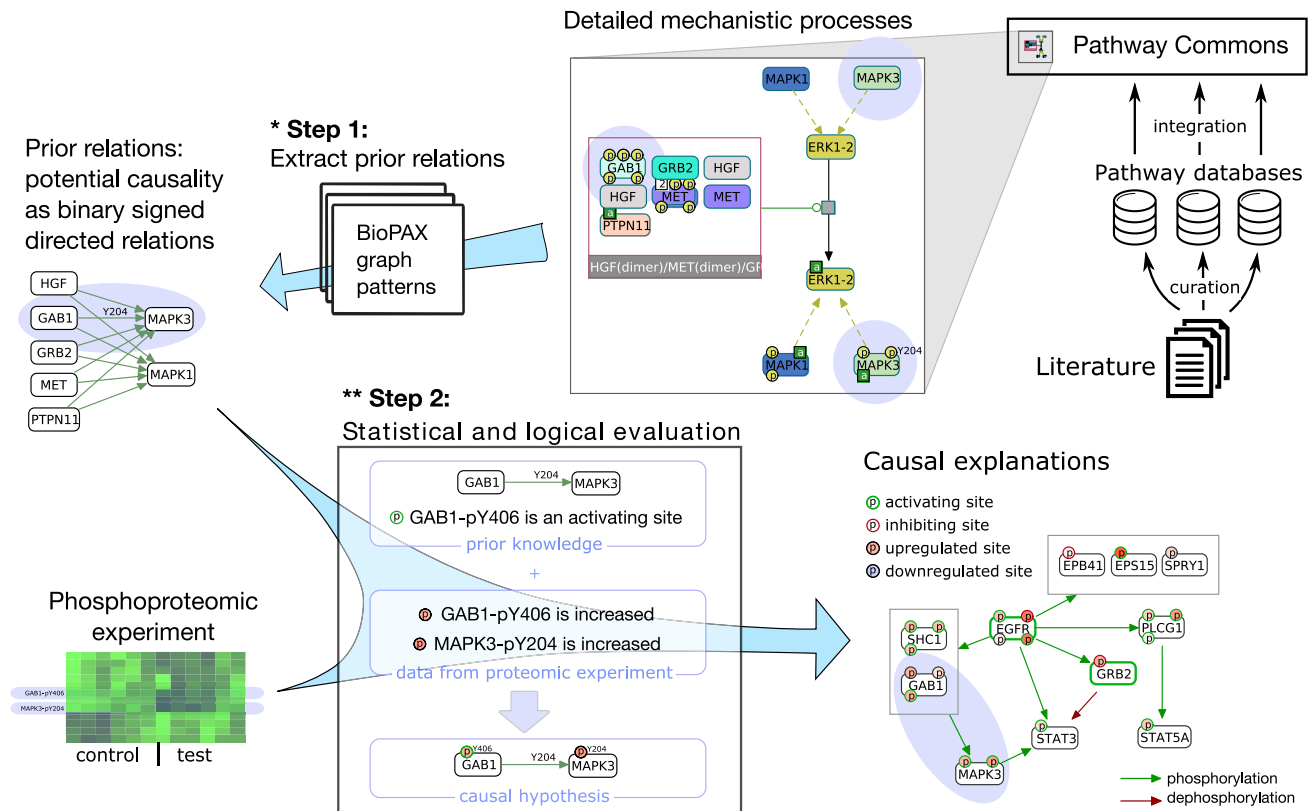 Detailed mechanistic processes
Pathway Commons
integration
Pathway databases
curation
Literature
MAPK1
MAPK3
ERK1-2
p p p
GAB1
p p
GRB2
HGF
HGF
2 p p
MET
p p
MET
a
PTPN11
HGF(dimer)/MET(dimer)/GR
a
ERK1-2
p a
MAPK1
p
p p Y204
MAPK3
a
* Step 1:
Extract prior relations
BioPAX
graph
patterns
Prior relations:
potential causality
as binary signed
directed relations
HGF
GAB1
Y204
MAPK3
GRB2
MET
MAPK1
PTPN11
** Step 2:
Statistical and logical evaluation
GAB1
Y204
MAPK3
p GAB1-pY406 is an activating site
prior knowledge
+
p GAB1-pY406 is increased
p MAPK3-pY204 is increased
data from proteomic experiment
p Y406
GAB1
Y204
p Y204
MAPK3
causal hypothesis
Phosphoproteomic
experiment
GAB1-pY406
MAPK3-pY204
control
test
Causal explanations
p activating site
p inhibiting site
p upregulated site
p downregulated site
p
EPB41
p
EPS15
p
SPRY1
p p
SHC1
p
p p
EGFR
p p
p p
PLCG1
p
p p
GAB1
p
p
GRB2
p
STAT3
p
STAT5A
p p
MAPK3
phosphorylation
dephosphorylation